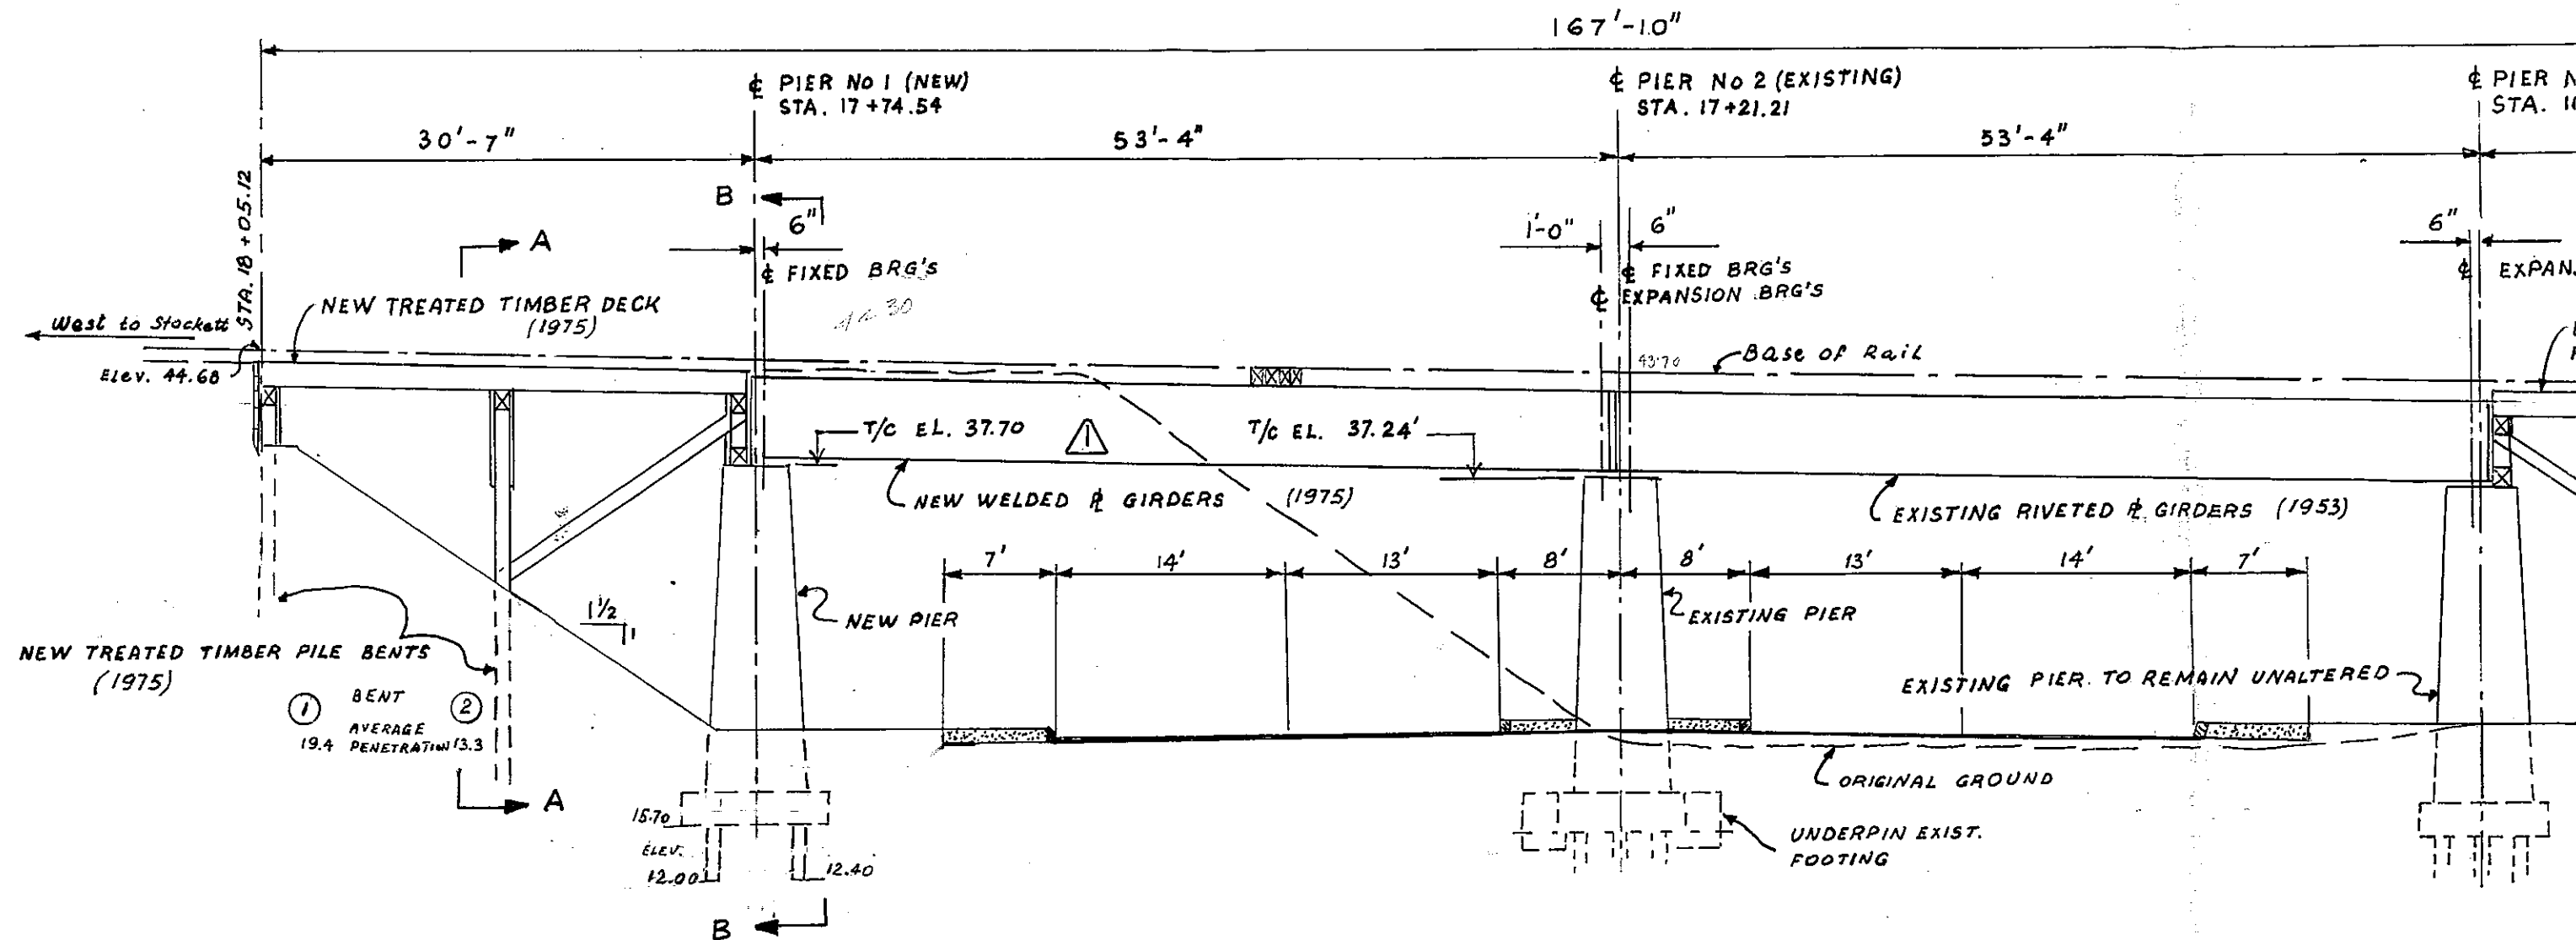 167'-10"
℄ PIER No 1 (NEW)
STA. 17+74.54
℄ PIER No 2 (EXISTING)
STA. 17+21.21
℄ PIER N
STA. 16
30'-7"
53'-4"
53'-4"
STA. 18+05.12
B
6"
A
1'-0"
6"
6"
℄ FIXED BRG'S
℄ FIXED BRG'S
℄ EXPANSION BRG'S
℄ EXPAN.
NEW TREATED TIMBER DECK
(1975)
44.30
West to Stockett
Elev. 44.68
43.70
Base of Rail
T/C EL. 37.70
1
T/C EL. 37.24'
NEW WELDED ⅊ GIRDERS (1975)
EXISTING RIVETED ⅊ GIRDERS (1953)
7'
14'
13'
8'
8'
13'
14'
7'
1½
1
NEW PIER
EXISTING PIER
NEW TREATED TIMBER PILE BENTS
(1975)
EXISTING PIER TO REMAIN UNALTERED
1 BENT 2
AVERAGE
19.4 PENETRATION 13.3
A
ORIGINAL GROUND
15.70
ELEV.
12.00
12.40
UNDERPIN EXIST.
FOOTING
B